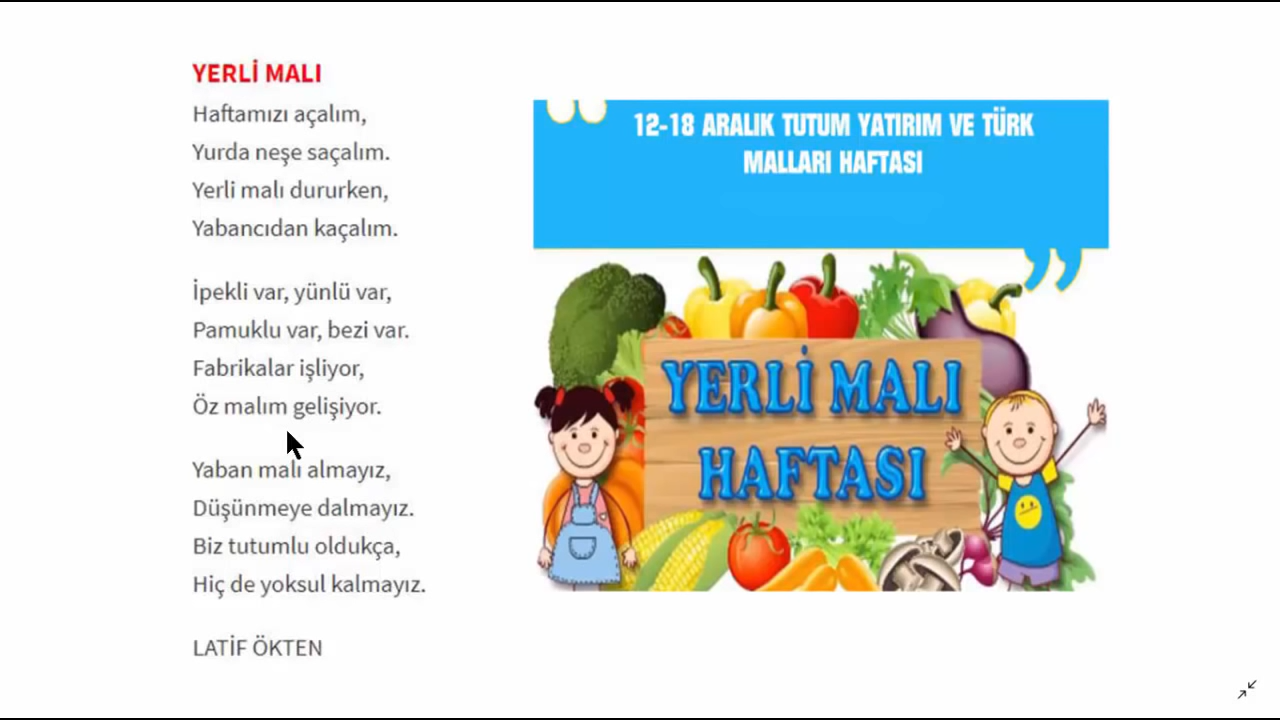 YERLİ MALI
Haftamızı açalım,
Yurda neşe saçalım.
Yerli malı dururken,
Yabancıdan kaçalım.
İpekli var, yünlü var,
Pamuklu var, bezi var.
Fabrikalar işliyor,
Öz malım gelişiyor.
Yaban malı almayız,
Düşünmeye dalmayız.
Biz tutumlu oldukça,
Hiç de yoksul kalmayız.
LATİF ÖKTEN
12-18 ARALIK TUTUM YATIRIM VE TÜRK
MALLARI HAFTASI
YERLİ MALI
HAFTASI